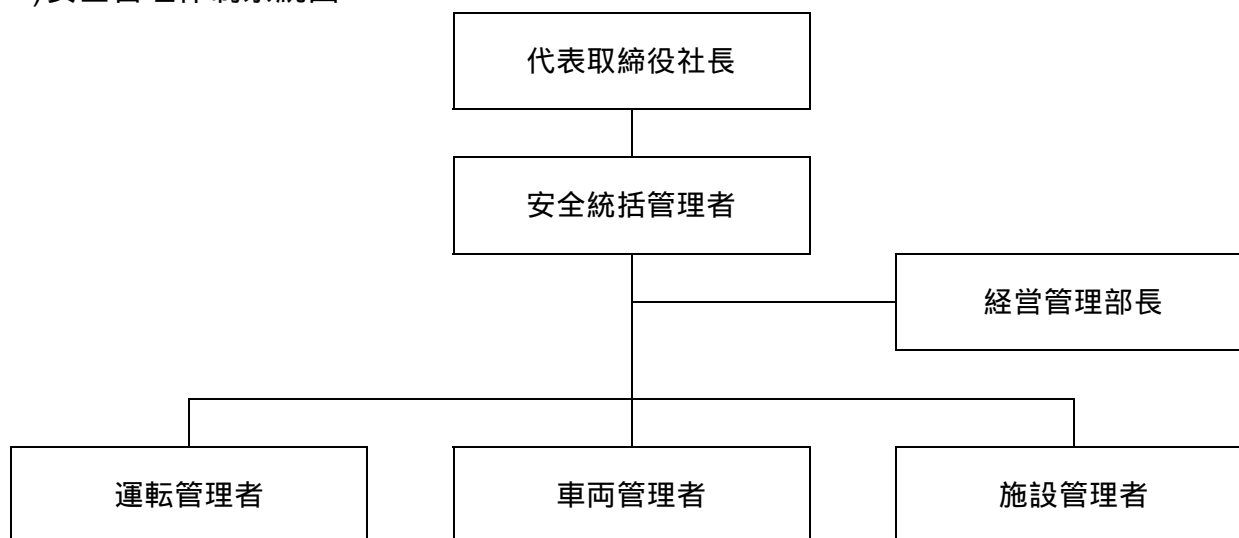 代表取締役社長
安全統括管理者
経営管理部長
運転管理者
車両管理者
施設管理者